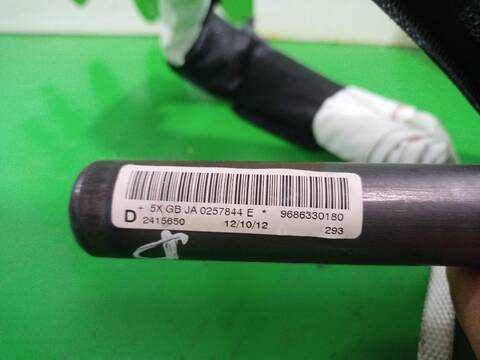 + 5X GB JA 0257844 E * 9686330180
D 2415650 12/10/12 293